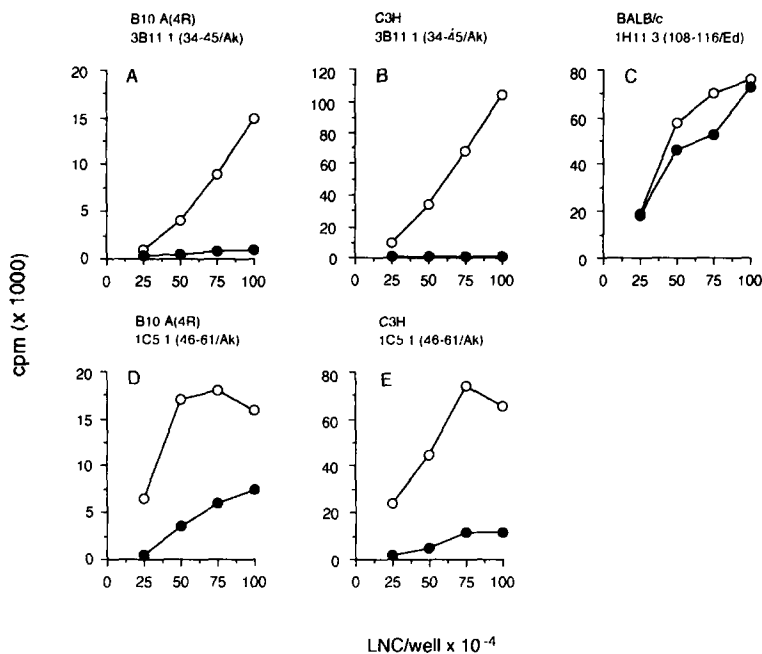 B10 A(4R)
3B11 1 (34-45/Ak)
C3H
3B11 1 (34-45/Ak)
BALB/c
1H11 3 (108-116/Ed)
A
20
15
10
5
0
0 25 50 75 100
B
120
100
80
60
40
20
0
0 25 50 75 100
C
80
60
40
20
0
0 25 50 75 100
cpm (x 1000)
B10 A(4R)
1C5 1 (46-61/Ak)
C3H
1C5 1 (46-61/Ak)
D
20
15
10
5
0
0 25 50 75 100
E
80
60
40
20
0
0 25 50 75 100
LNC/well x 10⁻⁴